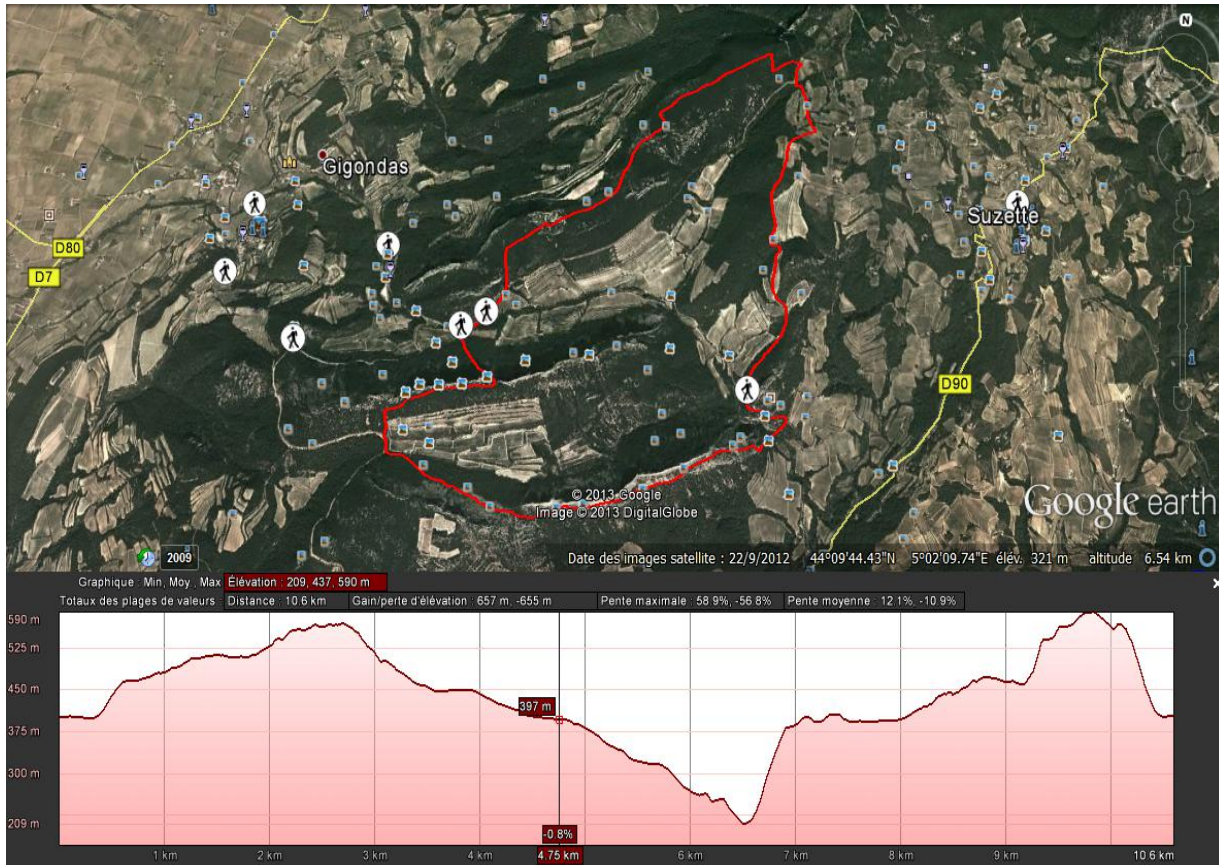 N
Gigondas
Suzette
D80
D7
D90
© 2013 Google
Image © 2013 DigitalGlobe
Google earth
2009
Date des images satellite : 22/9/2012 44°09'44.43"N 5°02'09.74"E élév. 321 m altitude 6.54 km
Graphique : Min, Moy., Max Élévation : 209, 437, 590 m
Totaux des plages de valeurs : Distance : 10.6 km Gain/perte d'élévation : 657 m, -655 m Pente maximale : 58.9%, -56.8% Pente moyenne : 12.1%, -10.9%
590 m
525 m
450 m
397 m
375 m
300 m
209 m
-0.8%
1 km 2 km 3 km 4 km 4.75 km 6 km 7 km 8 km 9 km 10.6 km